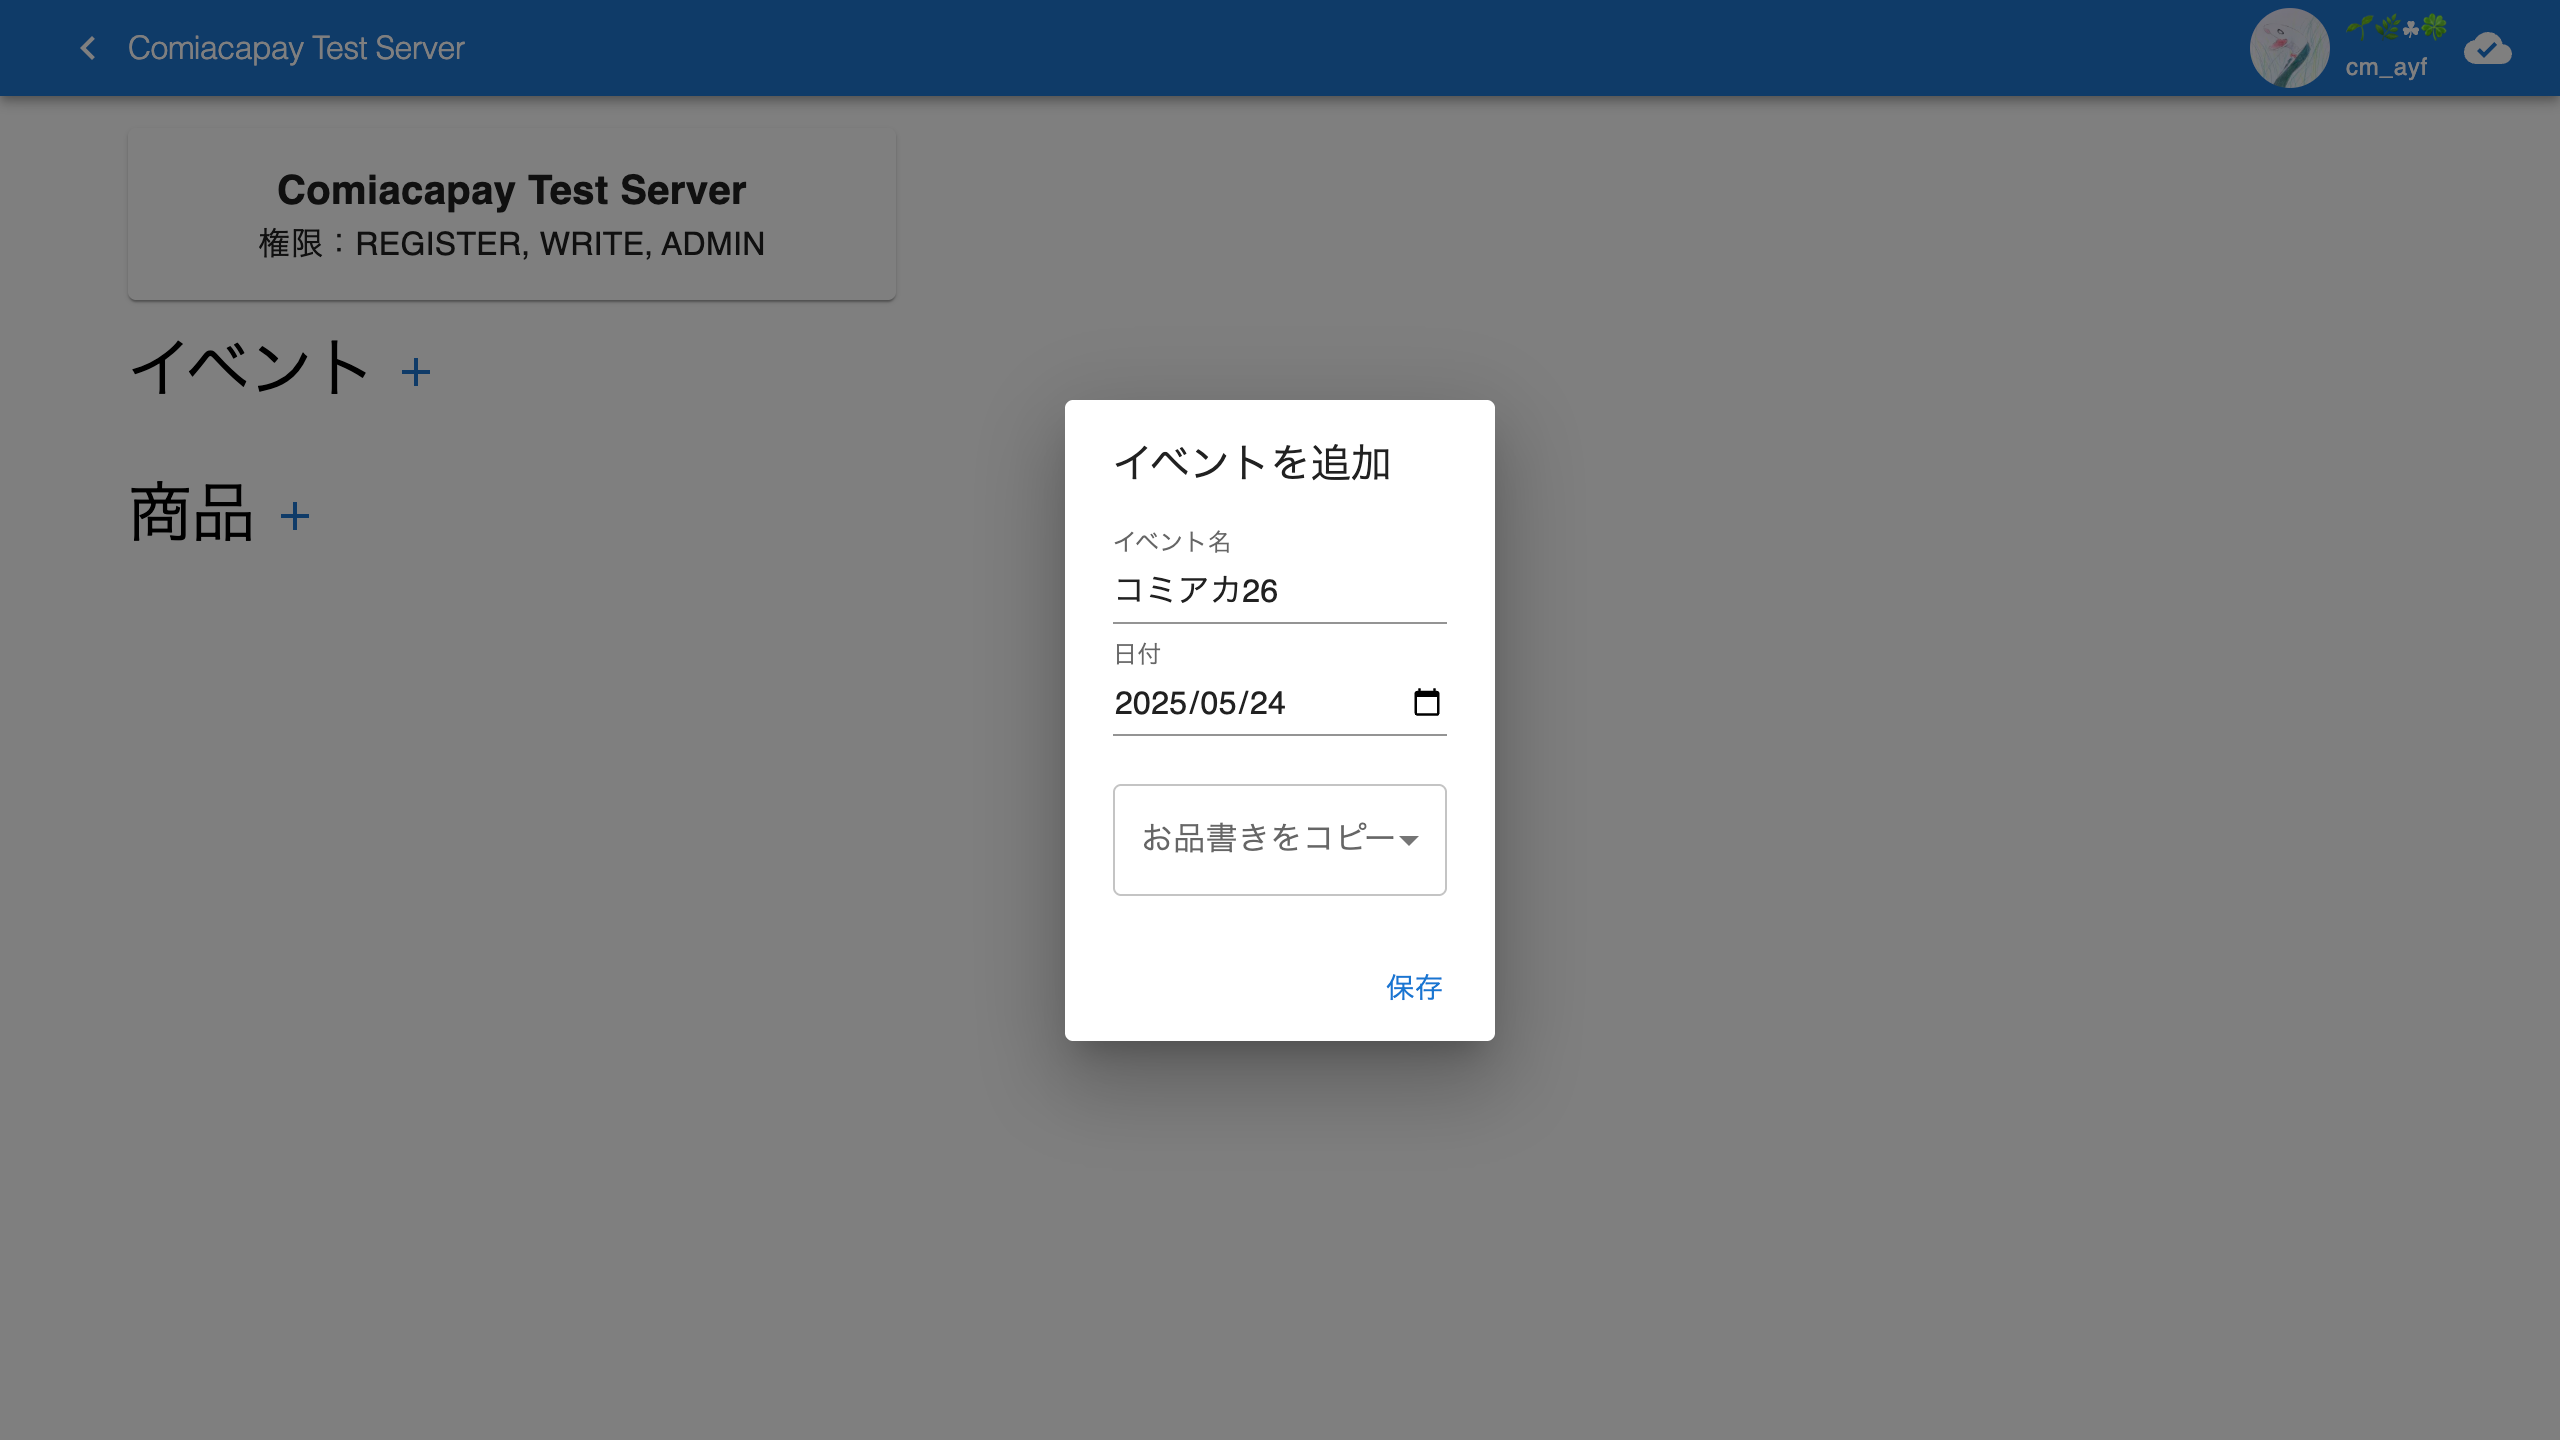 Comiacapay Test Server
🌱🌿☘🍀
cm_ayf
Comiacapay Test Server
権限：REGISTER, WRITE, ADMIN
イベント +
商品 +
イベントを追加
イベント名
コミアカ26
日付
2025/05/24
お品書きをコピー
保存